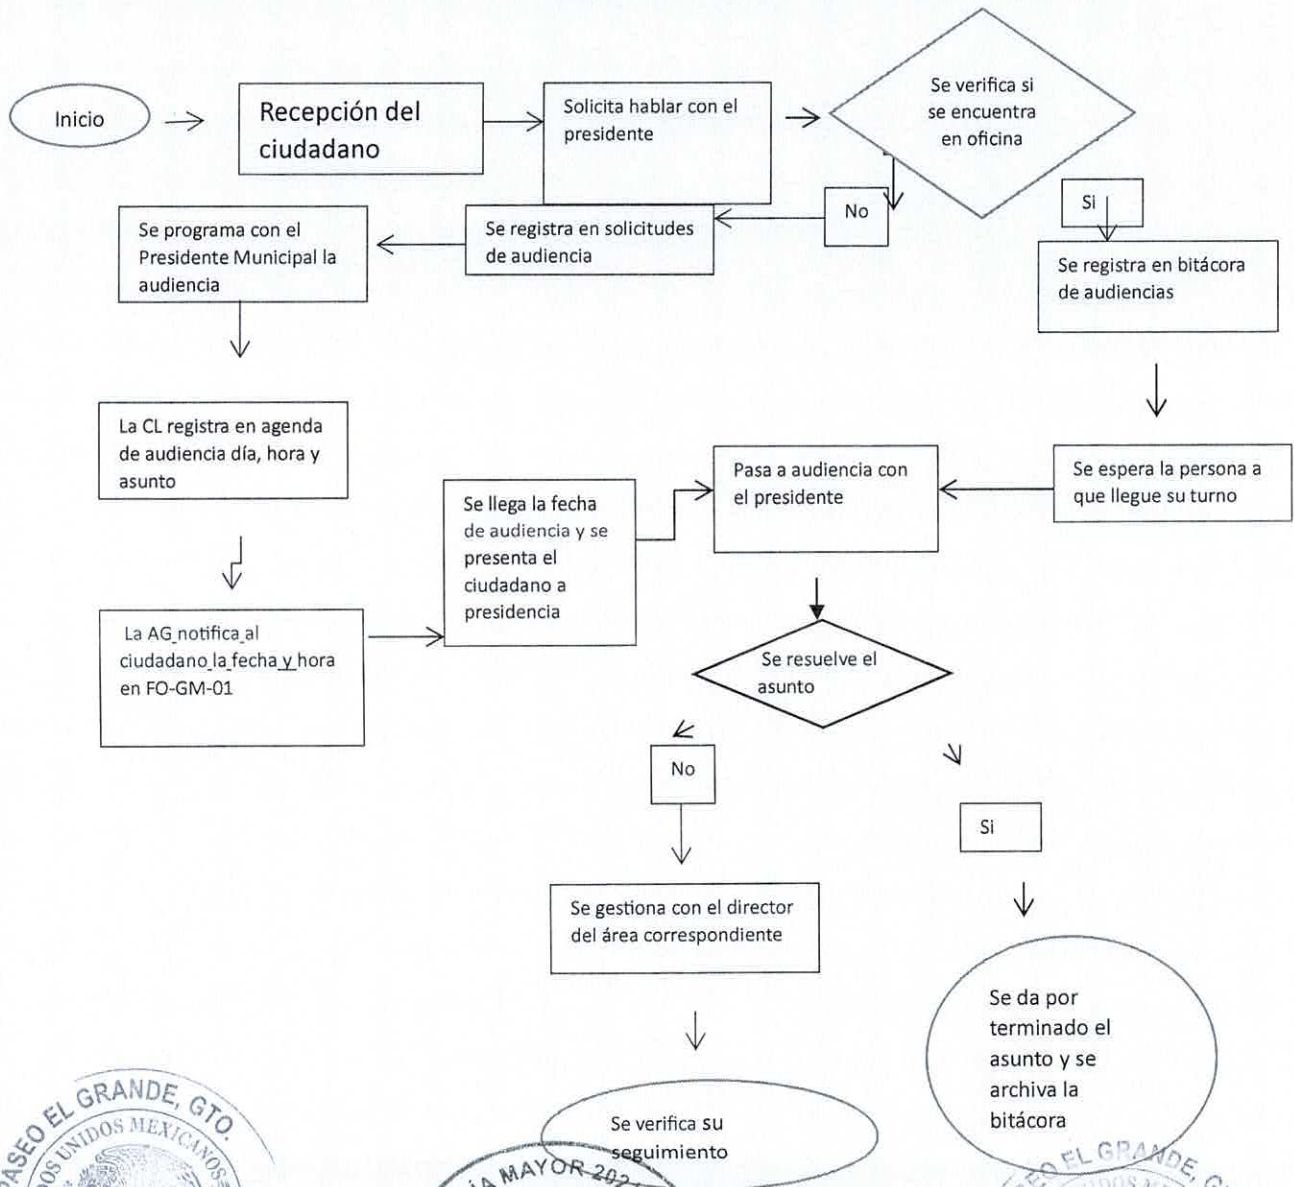 Inicio
Recepción del
ciudadano
Solicita hablar con el
presidente
Se verifica si
se encuentra
en oficina
No
Si
Se registra en solicitudes
de audiencia
Se programa con el
Presidente Municipal la
audiencia
Se registra en bitácora
de audiencias
La CL registra en agenda
de audiencia día, hora y
asunto
Se llega la fecha
de audiencia y se
presenta el
ciudadano a
presidencia
Pasa a audiencia con
el presidente
Se espera la persona a
que llegue su turno
La AG notifica al
ciudadano la fecha y hora
en FO-GM-01
Se resuelve el
asunto
No
Si
Se gestiona con el director
del área correspondiente
Se da por
terminado el
asunto y se
archiva la
bitácora
Se verifica su
seguimiento
PASEO EL GRANDE, GTO.
UNIDOS MEXICANOS
MAYOR
EL GRANDE,